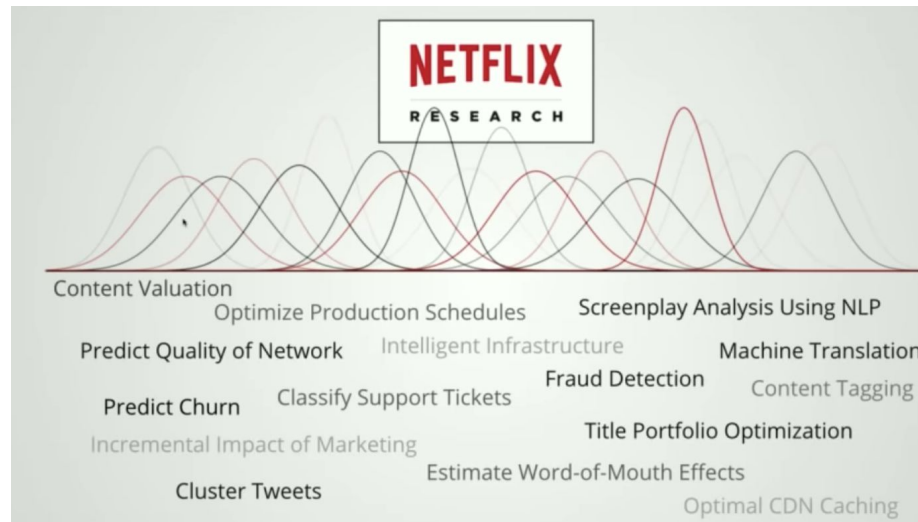 NETFLIX
RESEARCH
Content Valuation
Optimize Production Schedules
Screenplay Analysis Using NLP
Predict Quality of Network
Intelligent Infrastructure
Machine Translation
Fraud Detection
Content Tagging
Classify Support Tickets
Predict Churn
Title Portfolio Optimization
Incremental Impact of Marketing
Estimate Word-of-Mouth Effects
Cluster Tweets
Optimal CDN Caching